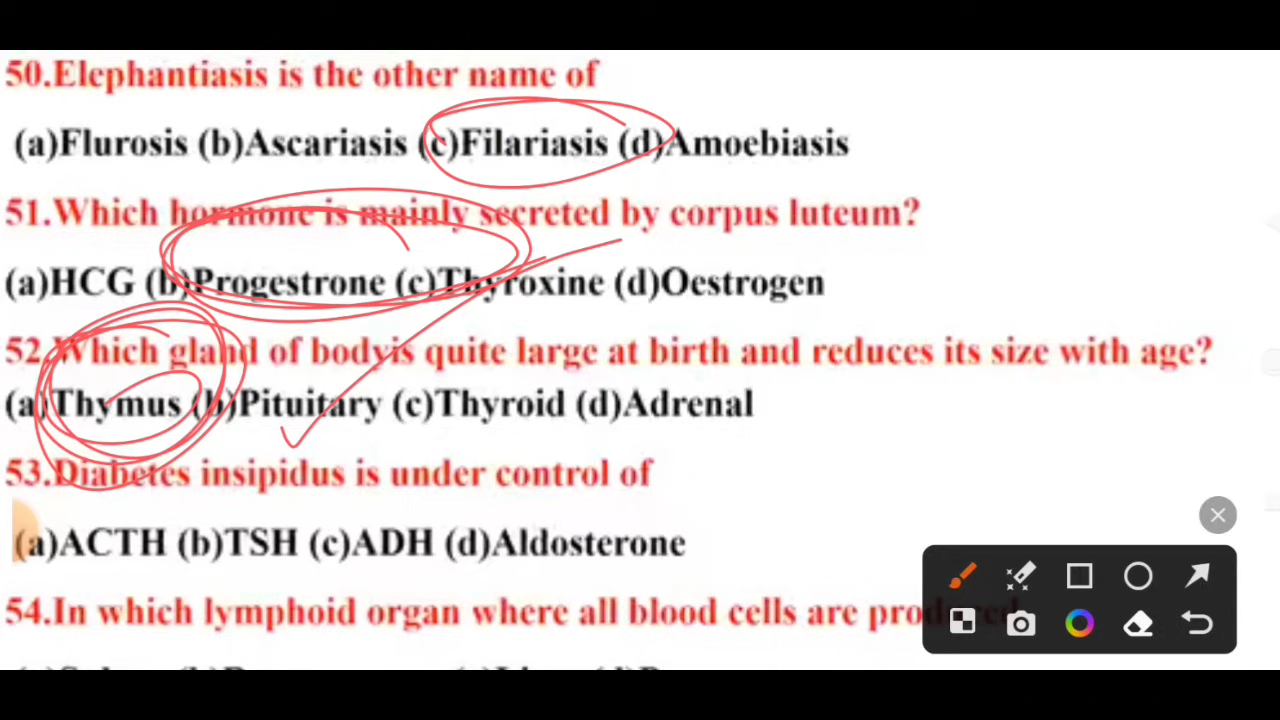 50.Elephantiasis is the other name of
(a)Flurosis (b)Ascariasis (c)Filariasis (d)Amoebiasis
51.Which hormone is mainly secreted by corpus luteum?
(a)HCG (b)Progestrone (c)Thyroxine (d)Oestrogen
52.Which gland of bodyis quite large at birth and reduces its size with age?
(a)Thymus (b)Pituitary (c)Thyroid (d)Adrenal
53.Diabetes insipidus is under control of
(a)ACTH (b)TSH (c)ADH (d)Aldosterone
54.In which lymphoid organ where all blood cells are produced